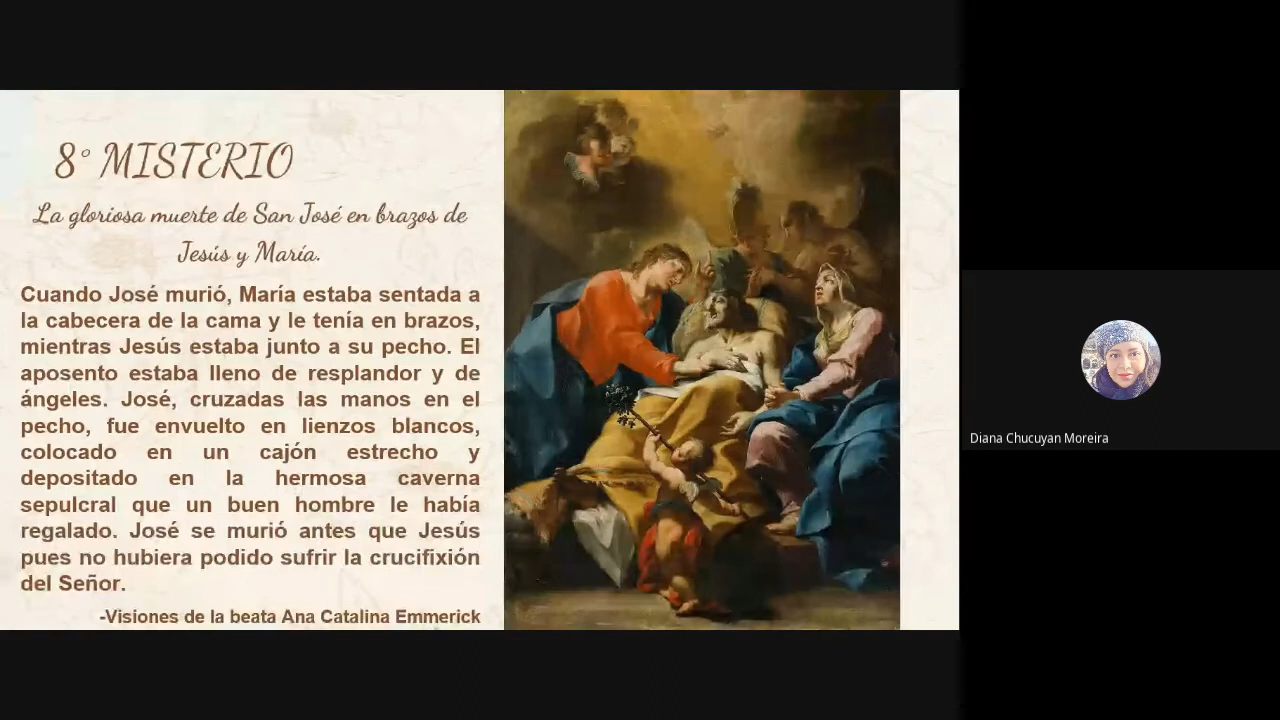 8° MISTERIO
La gloriosa muerte de San José en brazos de
Jesús y María.
Cuando José murió, María estaba sentada a
la cabecera de la cama y le tenía en brazos,
mientras Jesús estaba junto a su pecho. El
aposento estaba lleno de resplandor y de
ángeles. José, cruzadas las manos en el
pecho, fue envuelto en lienzos blancos,
colocado en un cajón estrecho y
depositado en la hermosa caverna
sepulcral que un buen hombre le había
regalado. José se murió antes que Jesús
pues no hubiera podido sufrir la crucifixión
del Señor.
-Visiones de la beata Ana Catalina Emmerick
Diana Chucuyan Moreira